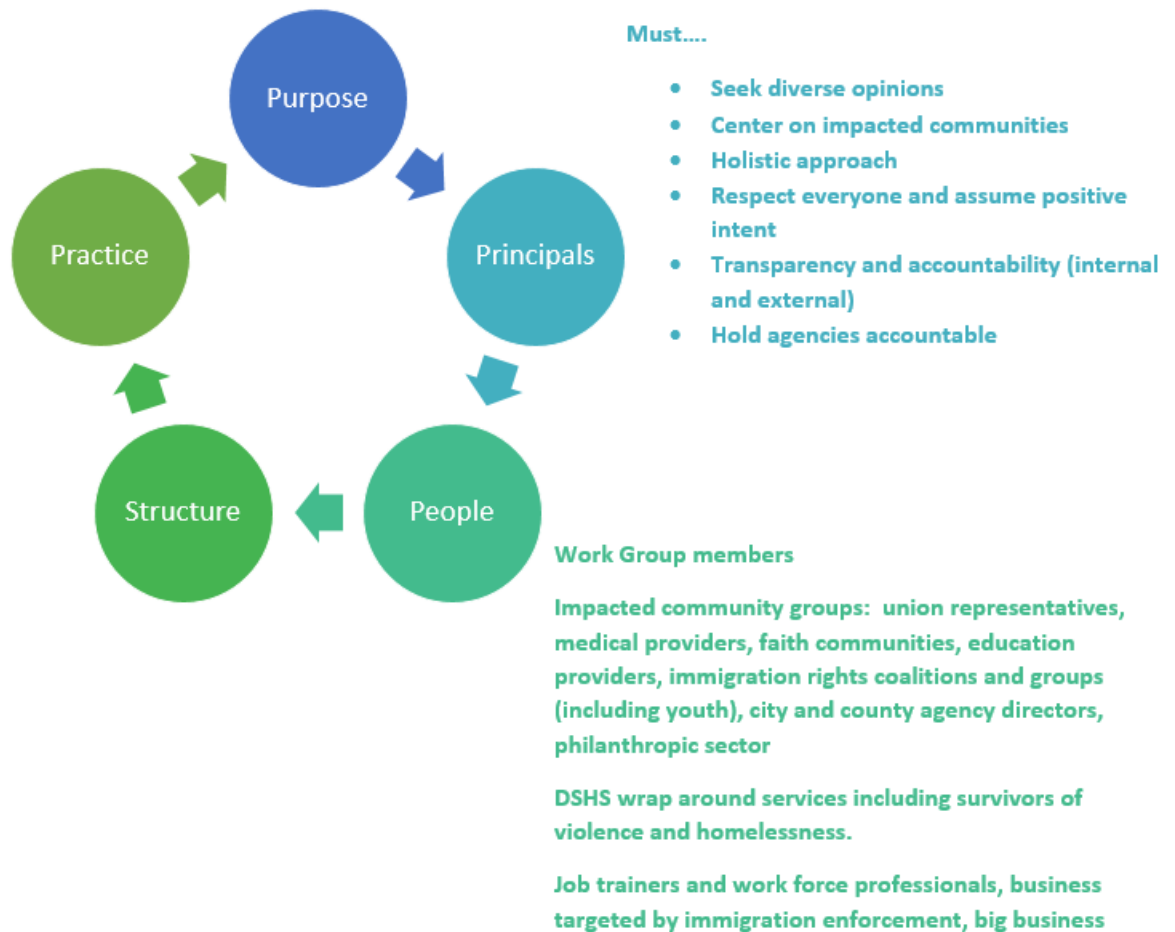 Purpose
Principals
People
Structure
Practice
Must....
• Seek diverse opinions
• Center on impacted communities
• Holistic approach
• Respect everyone and assume positive
intent
• Transparency and accountability (internal
and external)
• Hold agencies accountable
Work Group members
Impacted community groups:  union representatives,
medical providers, faith communities, education
providers, immigration rights coalitions and groups
(including youth), city and county agency directors,
philanthropic sector
DSHS wrap around services including survivors of
violence and homelessness.
Job trainers and work force professionals, business
targeted by immigration enforcement, big business